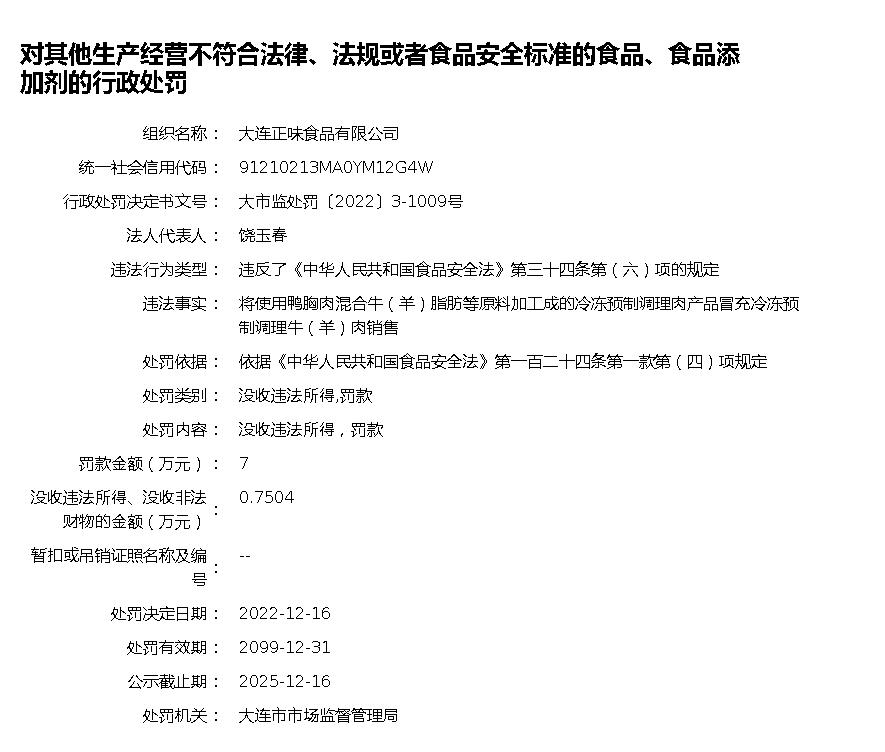 对其他生产经营不符合法律、法规或者食品安全标准的食品、食品添
加剂的行政处罚
组织名称： 大连正味食品有限公司
统一社会信用代码： 91210213MA0YM12G4W
行政处罚决定书文号： 大市监处罚〔2022〕3-1009号
法人代表人： 饶玉春
违法行为类型： 违反了《中华人民共和国食品安全法》第三十四条第（六）项的规定
违法事实： 将使用鸭胸肉混合牛（羊）脂肪等原料加工成的冷冻预制调理肉产品冒充冷冻预
制调理牛（羊）肉销售
处罚依据： 依据《中华人民共和国食品安全法》第一百二十四条第一款第（四）项规定
处罚类别： 没收违法所得,罚款
处罚内容： 没收违法所得，罚款
罚款金额（万元）： 7
没收违法所得、没收非法
财物的金额（万元）： 0.7504
暂扣或吊销证照名称及编
号： --
处罚决定日期： 2022-12-16
处罚有效期： 2099-12-31
公示截止期： 2025-12-16
处罚机关： 大连市市场监督管理局